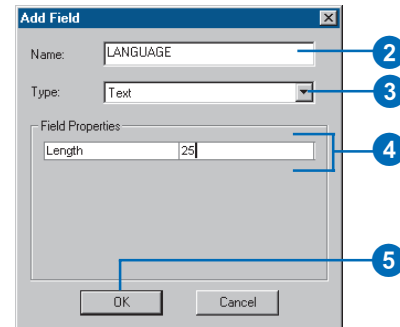 Add Field
Name: LANGUAGE 2
Type: Text 3
Field Properties
Length 25 4
5
OK Cancel